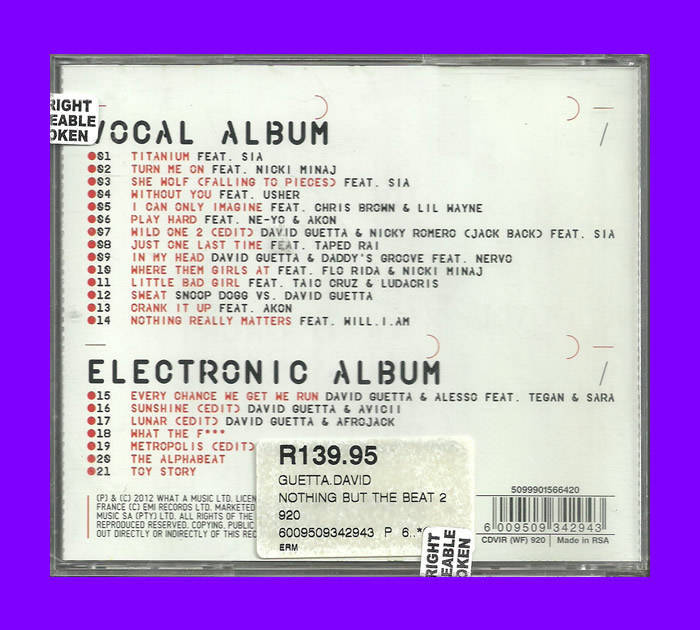 RIGHT
EABLE
OKEN
VOCAL ALBUM
01 TITANIUM FEAT. SIA
02 TURN ME ON FEAT. NICKI MINAJ
03 SHE WOLF (FALLING TO PIECES) FEAT. SIA
04 WITHOUT YOU FEAT. USHER
05 I CAN ONLY IMAGINE FEAT. CHRIS BROWN & LIL WAYNE
06 PLAY HARD FEAT. NE-YO & AKON
07 WILD ONE 2 (EDIT) DAVID GUETTA & NICKY ROMERO (JACK BACK) FEAT. SIA
08 JUST ONE LAST TIME FEAT. TAPED RAI
09 IN MY HEAD DAVID GUETTA & DADDY'S GROOVE FEAT. NERVO
10 WHERE THEM GIRLS AT FEAT. FLO RIDA & NICKI MINAJ
11 LITTLE BAD GIRL FEAT. TAIO CRUZ & LUDACRIS
12 SWEAT SNOOP DOGG VS. DAVID GUETTA
13 CRANK IT UP FEAT. AKON
14 NOTHING REALLY MATTERS FEAT. WILL.I.AM
ELECTRONIC ALBUM
15 EVERY CHANCE WE GET WE RUN DAVID GUETTA & ALESSO FEAT. TEGAN & SARA
16 SUNSHINE (EDIT) DAVID GUETTA & AVICII
17 LUNAR (EDIT) DAVID GUETTA & AFROJACK
18 WHAT THE F***
19 METROPOLIS (EDIT)
20 THE ALPHABEAT
21 TOY STORY
R139.95
GUETTA.DAVID
NOTHING BUT THE BEAT 2
920
6009509342943 P 6..*
ERM
(P) & (C) 2012 WHAT A MUSIC LTD. LICEN
FRANCE (C) EMI RECORDS LTD. MARKETED
MUSIC SA (PTY) LTD. ALL RIGHTS OF THE
REPRODUCED RESERVED. COPYING, PUBLIC
OUT DIRECTLY OR INDIRECTLY OF THIS REC
5099901566420
6 009509 342943
CDVIR (WF) 920 Made in RSA
RIGHT
EABLE
OKEN